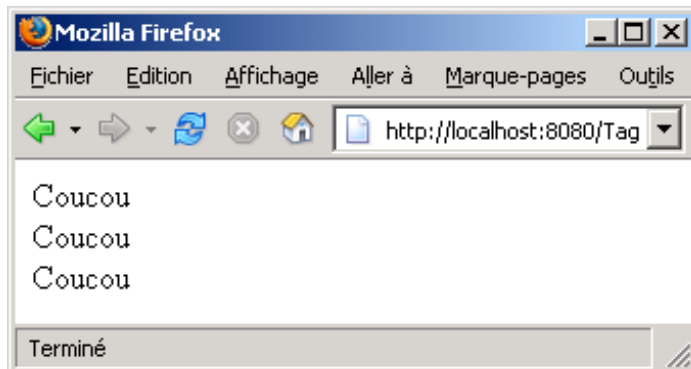 Mozilla Firefox
Fichier Edition Affichage Aller à Marque-pages Outils
http://localhost:8080/Tag
Coucou
Coucou
Coucou
Terminé